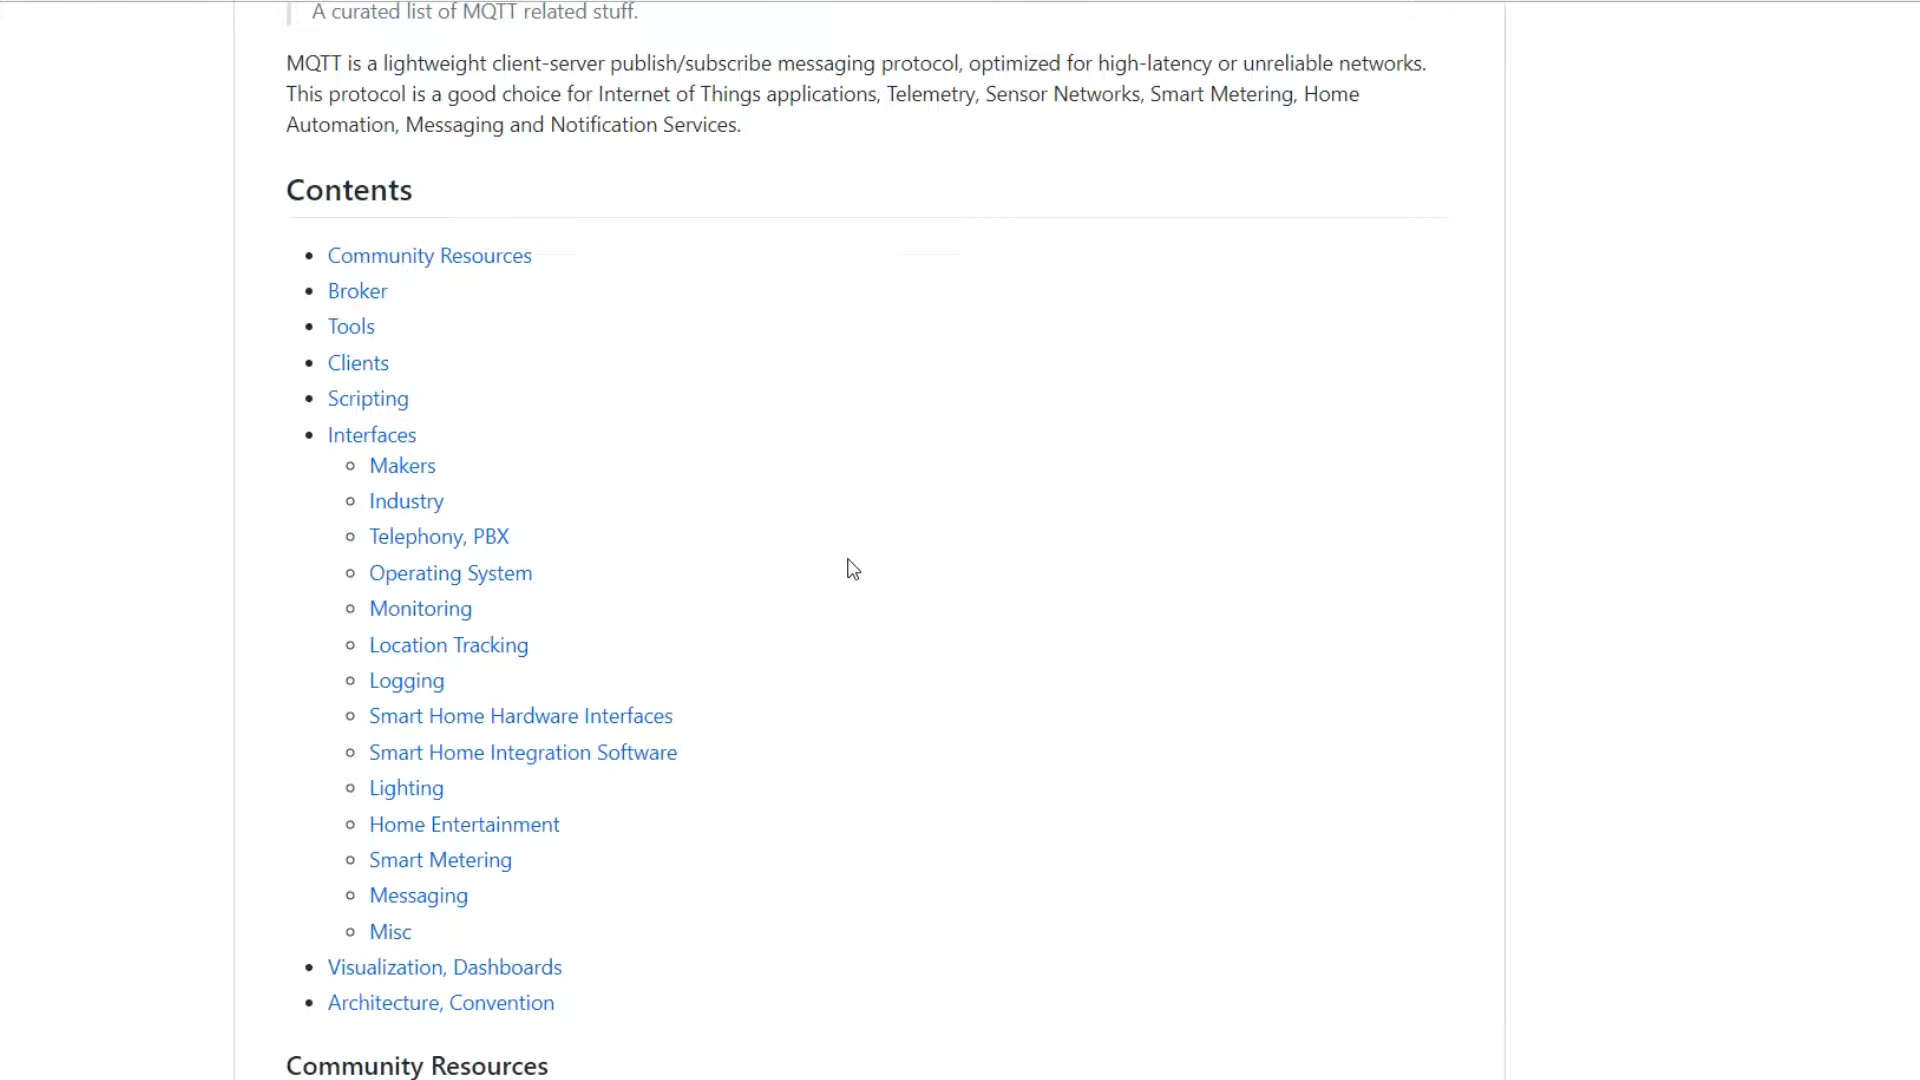 A curated list of MQTT related stuff.
MQTT is a lightweight client-server publish/subscribe messaging protocol, optimized for high-latency or unreliable networks.
This protocol is a good choice for Internet of Things applications, Telemetry, Sensor Networks, Smart Metering, Home
Automation, Messaging and Notification Services.
Contents
Community Resources
Broker
Tools
Clients
Scripting
Interfaces
Makers
Industry
Telephony, PBX
Operating System
Monitoring
Location Tracking
Logging
Smart Home Hardware Interfaces
Smart Home Integration Software
Lighting
Home Entertainment
Smart Metering
Messaging
Misc
Visualization, Dashboards
Architecture, Convention
Community Resources